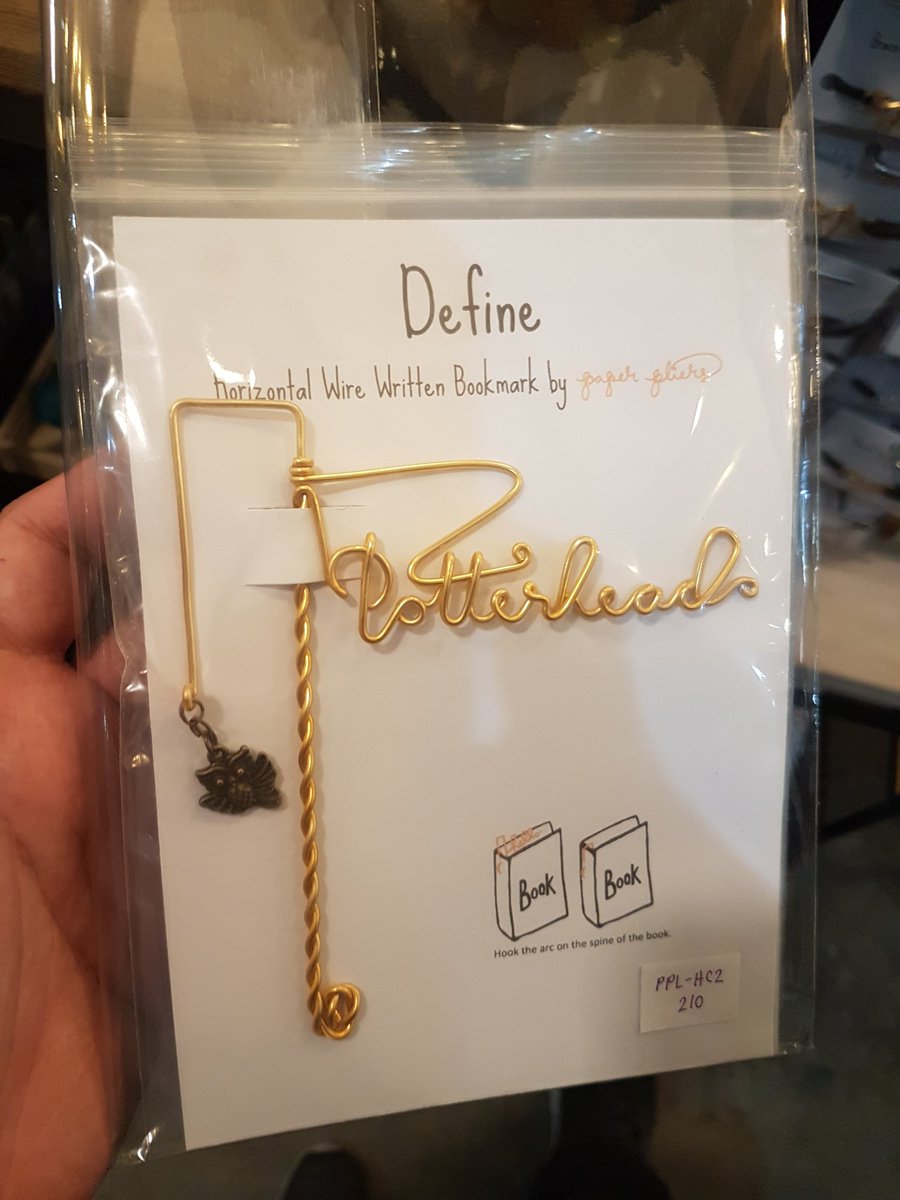 Define
Horizontal Wire Written Bookmark by paper pliers
Potterhead
Book Book
Hook the arc on the spine of the book.
PPL-HC2
210